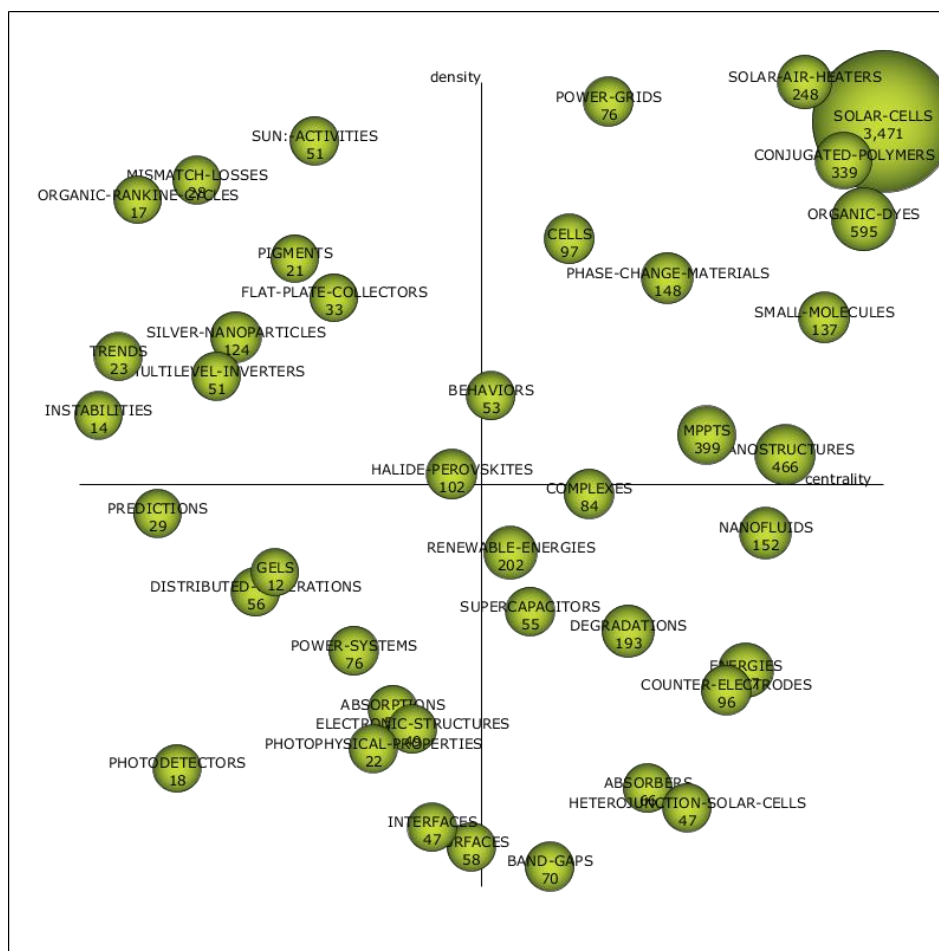 density
SOLAR-AIR-HEATERS
248
POWER-GRIDS
76
SOLAR-CELLS
3,471
SUN:-ACTIVITIES
51
CONJUGATED-POLYMERS
339
MISMATCH-LOSSES
28
ORGANIC-RANKINE-CYCLES
17
ORGANIC-DYES
595
CELLS
97
PIGMENTS
21
PHASE-CHANGE-MATERIALS
148
FLAT-PLATE-COLLECTORS
33
SMALL-MOLECULES
137
SILVER-NANOPARTICLES
124
TRENDS
23
MULTILEVEL-INVERTERS
51
BEHAVIORS
53
INSTABILITIES
14
MPPTS
399
ANOSTRUCTURES
466
HALIDE-PEROVSKITES
102
centrality
COMPLEXES
84
PREDICTIONS
29
NANOFLUIDS
152
RENEWABLE-ENERGIES
202
GELS
12
DISTRIBUTED- ERATIONS
56
SUPERCAPACITORS
55
DEGRADATIONS
193
POWER-SYSTEMS
76
ENERGIES
COUNTER-ELECTRODES
96
ABSORPTIONS
ELECTRONIC-STRUCTURES
49
PHOTOPHYSICAL-PROPERTIES
22
PHOTODETECTORS
18
ABSORBERS
66
HETEROJUNCTION-SOLAR-CELLS
47
INTERFACES
47
URFACES
58
BAND-GAPS
70